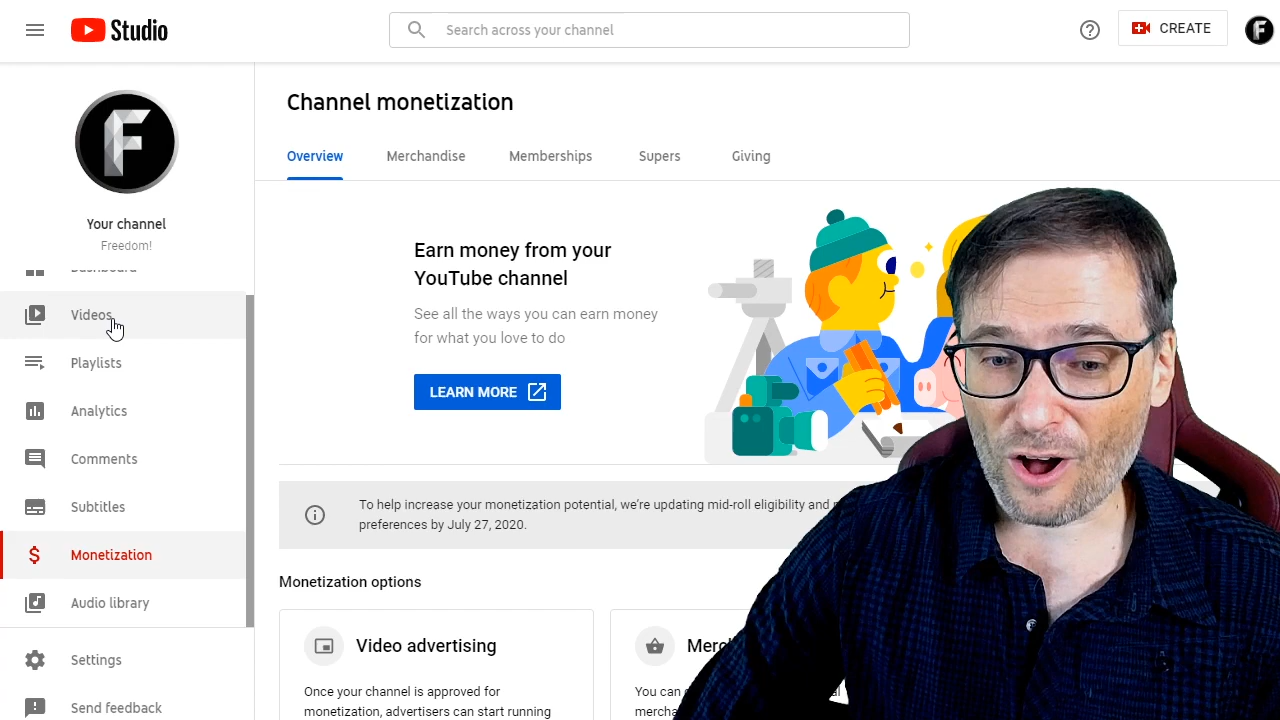 Studio
Search across your channel
CREATE
F
F
Your channel
Freedom!
Dashboard
Videos
Playlists
Analytics
Comments
Subtitles
$ Monetization
Audio library
Settings
Send feedback
Channel monetization
Overview Merchandise Memberships Supers Giving
Earn money from your
YouTube channel
See all the ways you can earn money
for what you love to do
LEARN MORE
To help increase your monetization potential, we're updating mid-roll eligibility and
preferences by July 27, 2020.
Monetization options
Video advertising
Once your channel is approved for
monetization, advertisers can start running
You can